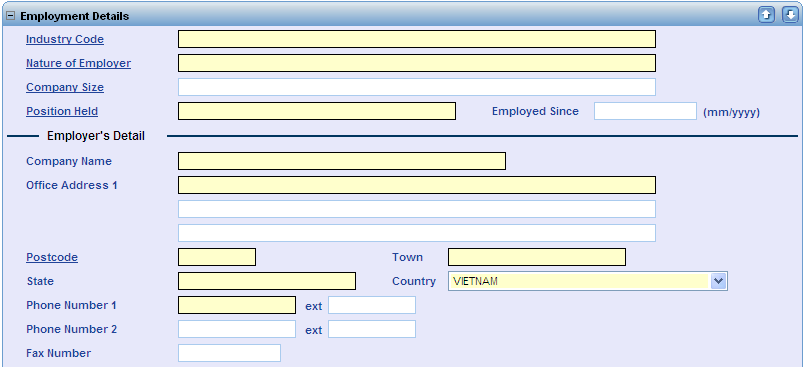 Employment Details
Industry Code
Nature of Employer
Company Size
Position Held Employed Since (mm/yyyy)
Employer's Detail
Company Name
Office Address 1
Postcode Town
State Country VIETNAM
Phone Number 1 ext
Phone Number 2 ext
Fax Number